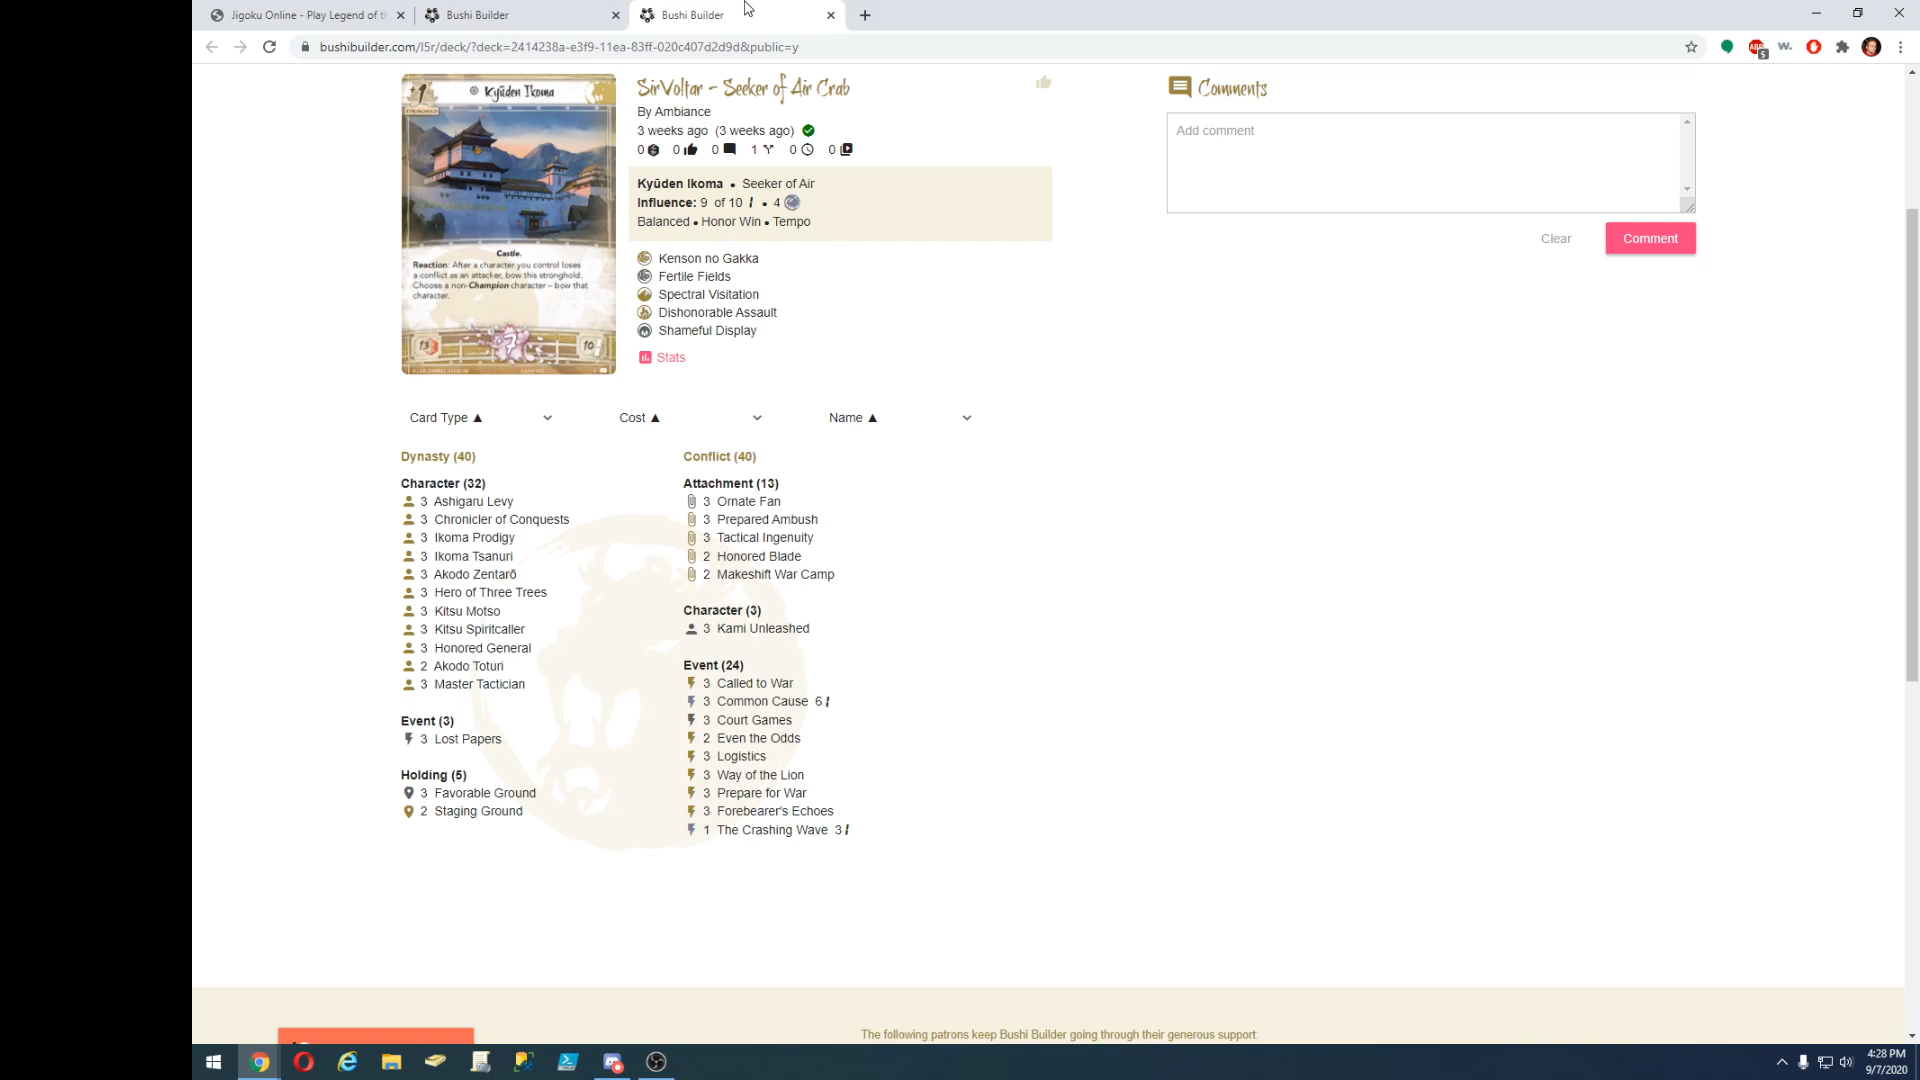 Jigoku Online - Play Legend of th
Bushi Builder
Bushi Builder
bushibuilder.com/l5r/deck/?deck=2414238a-e3f9-11ea-83ff-020c407d2d9d&public=y
+1
STRONGHOLD
Kyūden Ikoma
Castle.
Reaction: After a character you control loses
a conflict as an attacker, bow this stronghold.
Choose a non-Champion character – bow that
character.
13
7
10
SirVoltar - Seeker of Air Crab
By Ambiance
3 weeks ago (3 weeks ago)
0 0 0 1 0 0
Kyūden Ikoma • Seeker of Air
Influence: 9 of 10 • 4
Balanced • Honor Win • Tempo
Kenson no Gakka
Fertile Fields
Spectral Visitation
Dishonorable Assault
Shameful Display
Stats
Comments
Add comment
Clear
Comment
Card Type ▲ Cost ▲ Name ▲
Dynasty (40)
Character (32)
3 Ashigaru Levy
3 Chronicler of Conquests
3 Ikoma Prodigy
3 Ikoma Tsanuri
3 Akodo Zentarō
3 Hero of Three Trees
3 Kitsu Motso
3 Kitsu Spiritcaller
3 Honored General
2 Akodo Toturi
3 Master Tactician
Event (3)
3 Lost Papers
Holding (5)
3 Favorable Ground
2 Staging Ground
Conflict (40)
Attachment (13)
3 Ornate Fan
3 Prepared Ambush
3 Tactical Ingenuity
2 Honored Blade
2 Makeshift War Camp
Character (3)
3 Kami Unleashed
Event (24)
3 Called to War
3 Common Cause 6
3 Court Games
2 Even the Odds
3 Logistics
3 Way of the Lion
3 Prepare for War
3 Forebearer's Echoes
1 The Crashing Wave 3
The following patrons keep Bushi Builder going through their generous support:
4:28 PM
9/7/2020